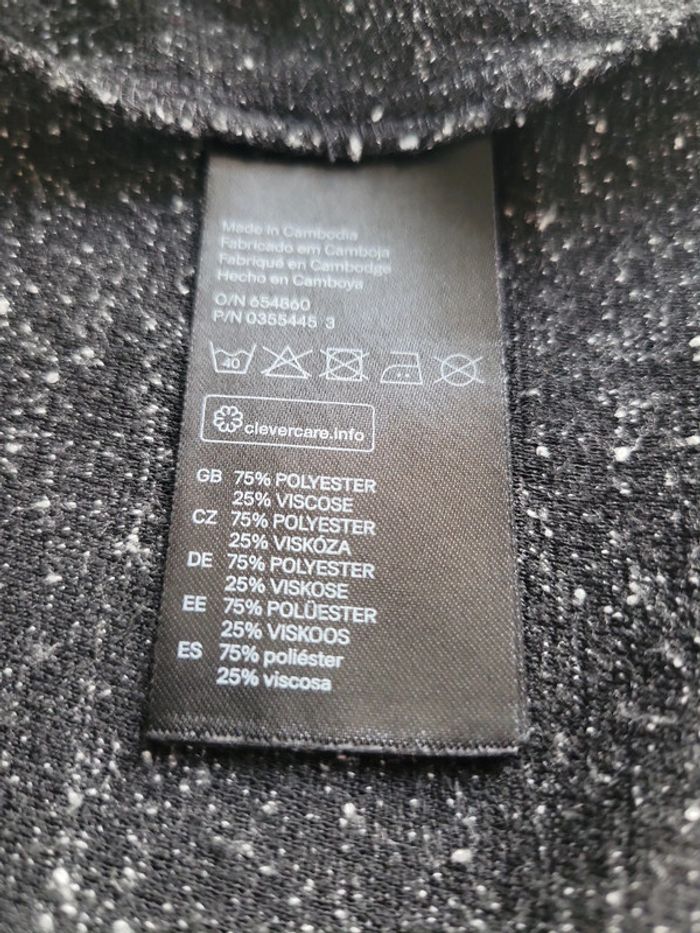 Made in Cambodia
Fabricado em Camboja
Fabriqué en Cambodge
Hecho en Camboya
O/N 654860
P/N 0355445 3
40
clevercare.info
GB 75% POLYESTER
25% VISCOSE
CZ 75% POLYESTER
25% VISKÓZA
DE 75% POLYESTER
25% VISKOSE
EE 75% POLÜESTER
25% VISKOOS
ES 75% poliéster
25% viscosa